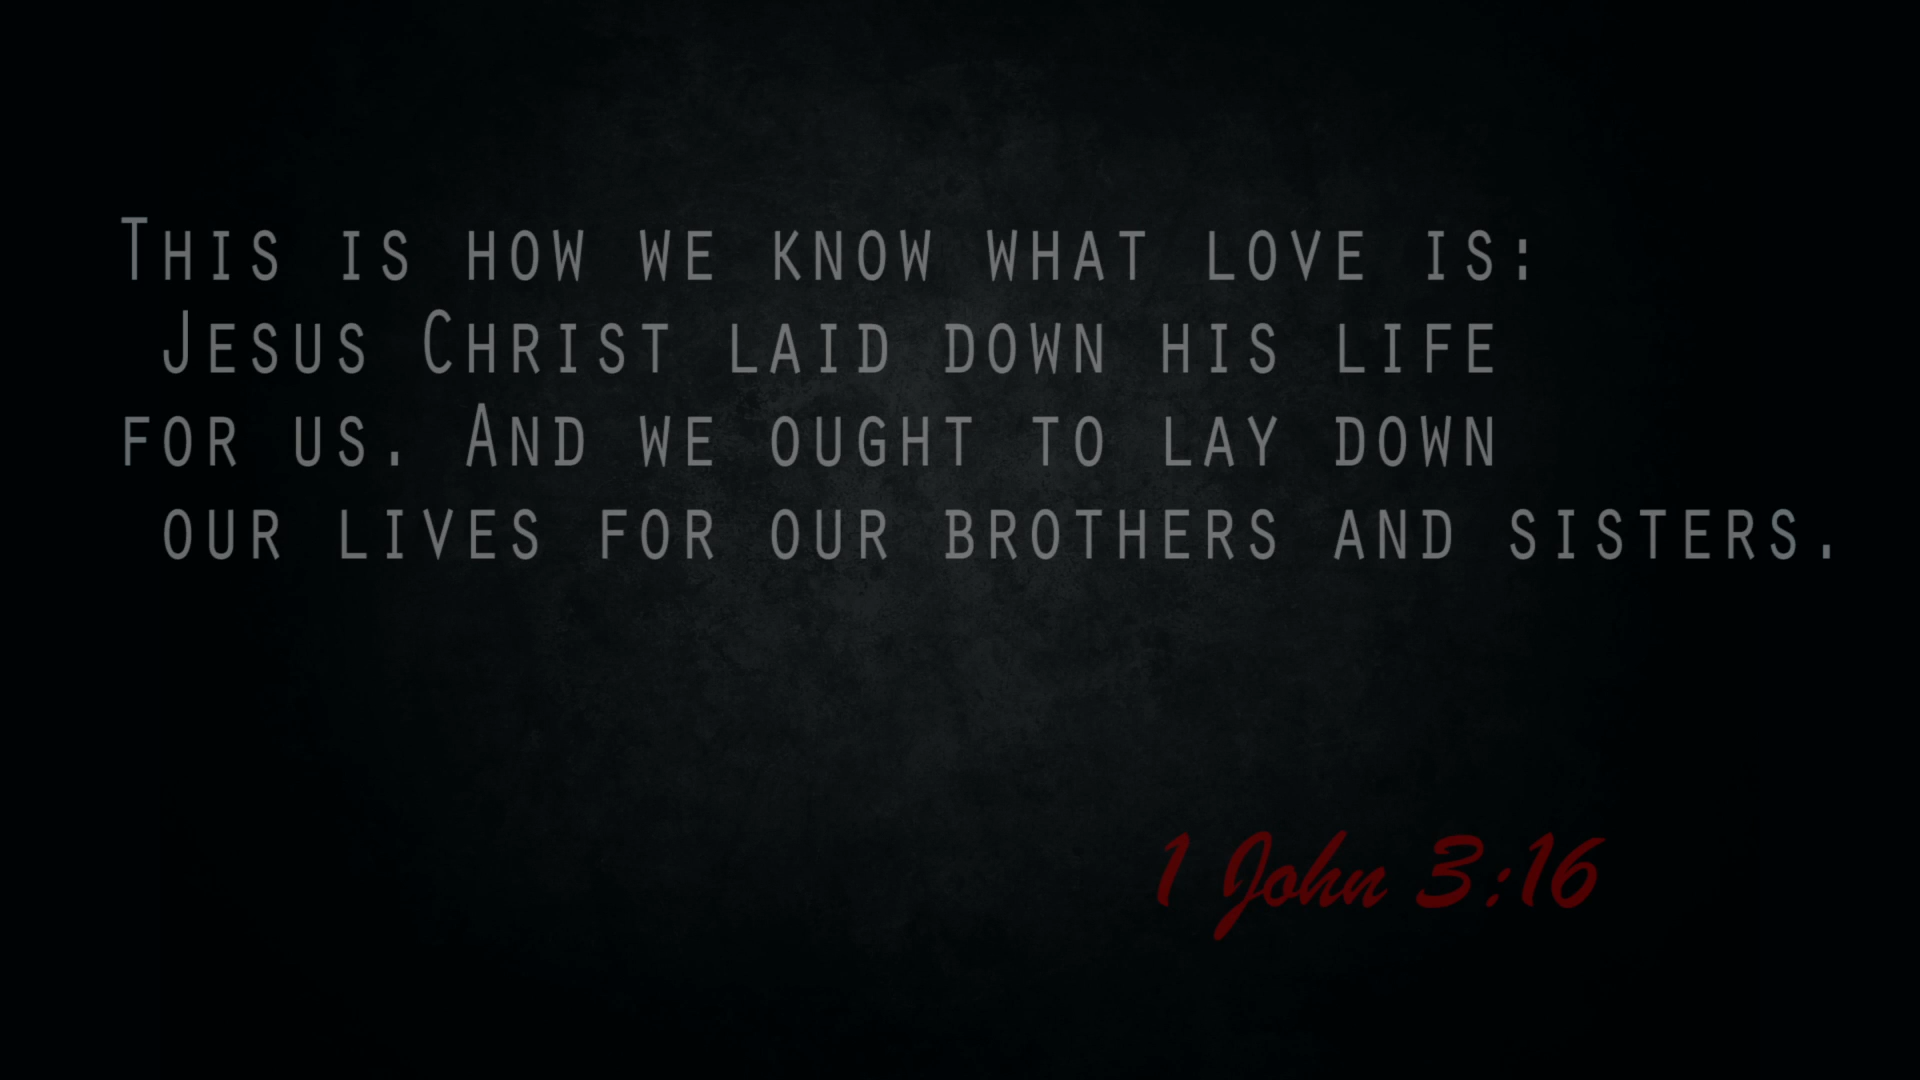 This is how we know what love is:
Jesus Christ laid down his life
for us. And we ought to lay down
our lives for our brothers and sisters.
1 John 3:16